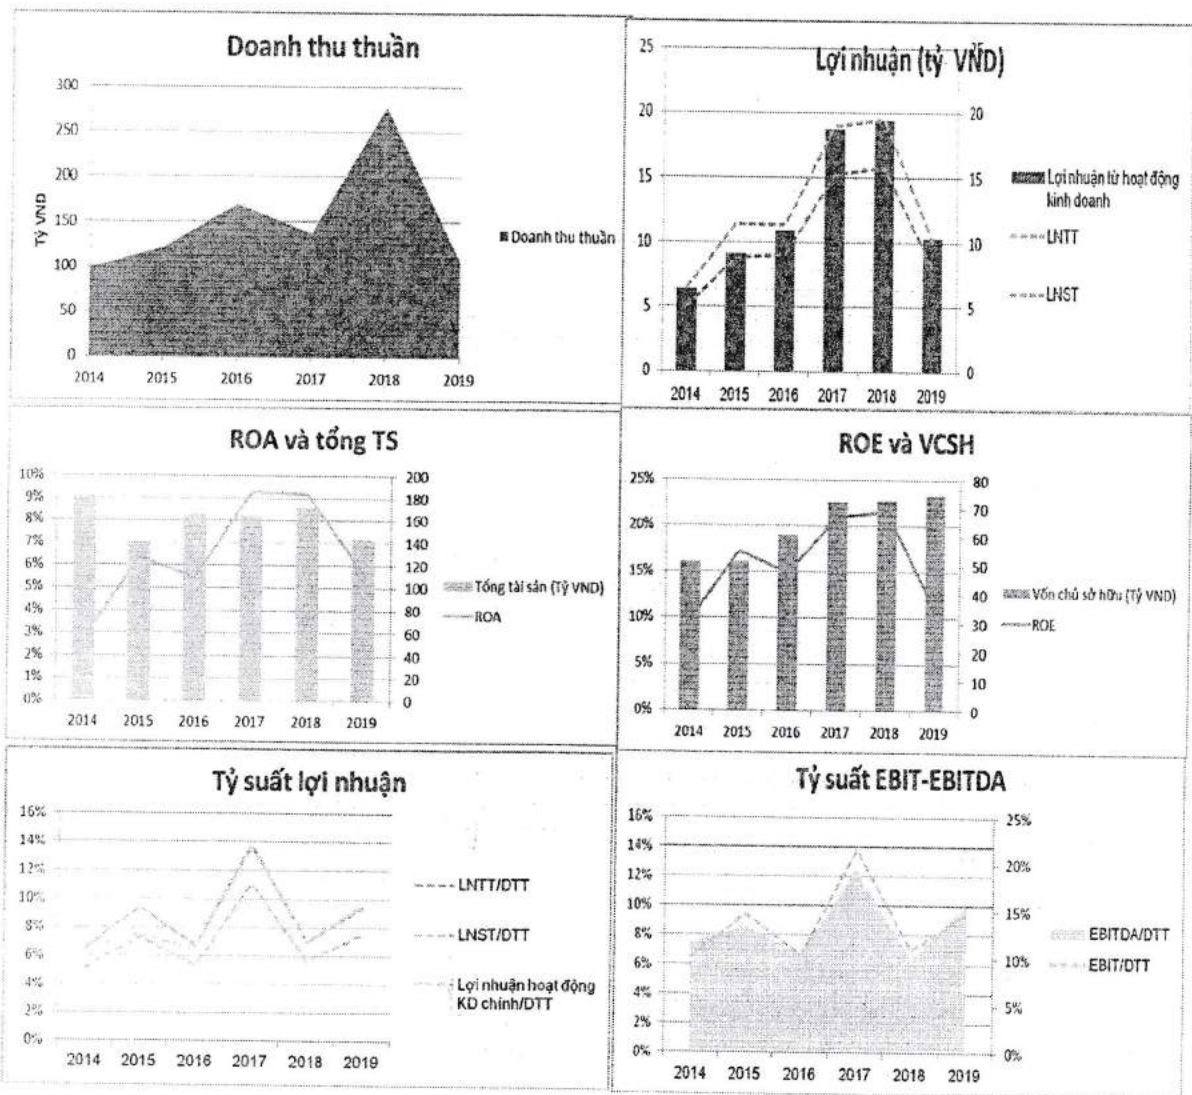 Doanh thu thuần
300
250
200
150
100
50
0
Tỷ VND
2014 2015 2016 2017 2018 2019
Doanh thu thuần
Lợi nhuận (tỷ VND)
25
20
15
10
5
0
20
15
10
5
0
2014 2015 2016 2017 2018 2019
Lợi nhuận từ hoạt động
kinh doanh
LNTT
LNST
ROA và tổng TS
10%
9%
8%
7%
6%
5%
4%
3%
2%
1%
0%
200
180
160
140
120
100
80
60
40
20
0
2014 2015 2016 2017 2018 2019
Tổng tài sản (Tỷ VND)
ROA
ROE và VCSH
25%
20%
15%
10%
5%
0%
80
70
60
50
40
30
20
10
0
2014 2015 2016 2017 2018 2019
Vốn chủ sở hữu (Tỷ VND)
ROE
Tỷ suất lợi nhuận
16%
14%
12%
10%
8%
6%
4%
2%
0%
2014 2015 2016 2017 2018 2019
LNTT/DTT
LNST/DTT
Lợi nhuận hoạt động
KD chính/DTT
Tỷ suất EBIT-EBITDA
16%
14%
12%
10%
8%
6%
4%
2%
0%
25%
20%
15%
10%
5%
0%
2014 2015 2016 2017 2018 2019
EBITDA/DTT
EBIT/DTT